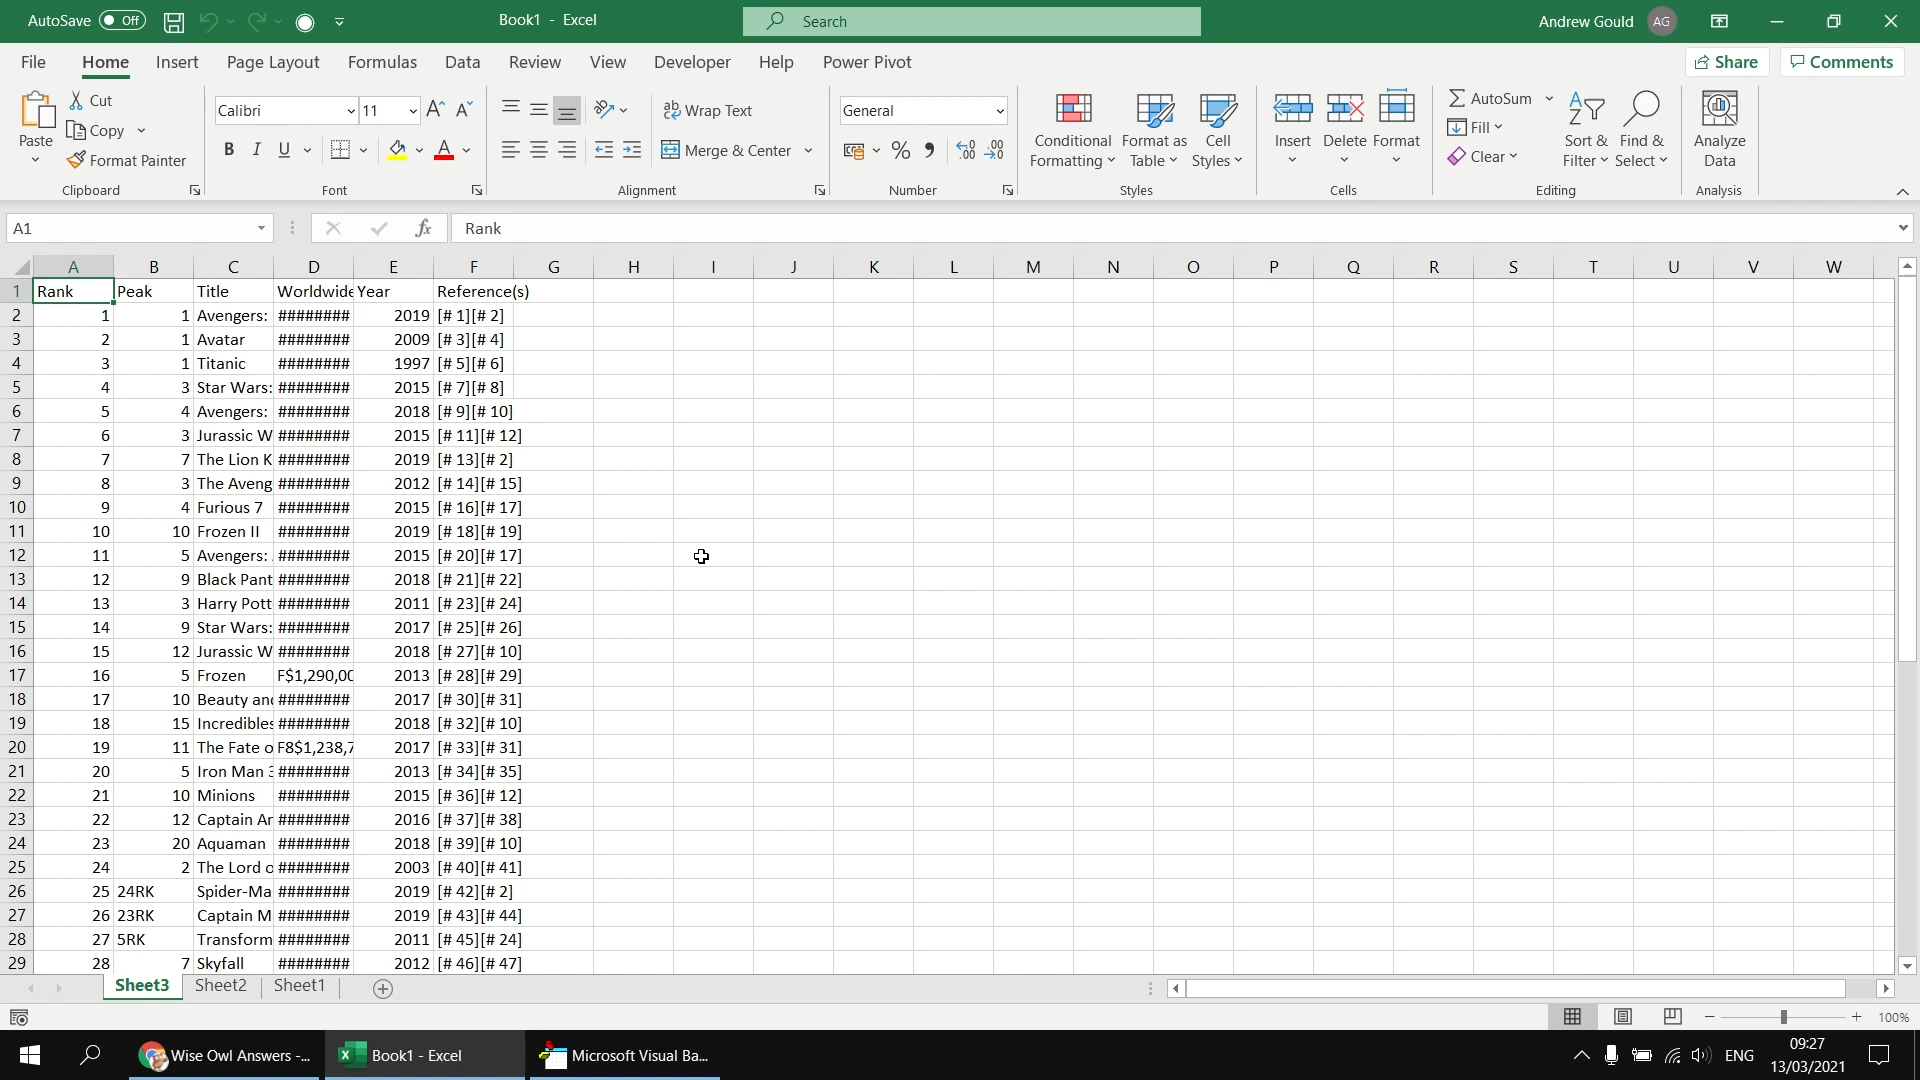 AutoSave Off Book1 - Excel Search Andrew Gould AG
File Home Insert Page Layout Formulas Data Review View Developer Help Power Pivot Share Comments
Paste Cut Copy Format Painter Clipboard
Calibri 11 B I U A Font
ab Wrap Text Merge & Center Alignment
General % Number
Conditional Formatting Format as Table Cell Styles Styles
Insert Delete Format Cells
AutoSum Fill Clear Sort & Filter Find & Select Editing
Analyze Data Analysis
A1 fx Rank
A B C D E F G H I J K L M N O P Q R S T U V W
1 Rank Peak Title Worldwide Year Reference(s)
2 1 1 Avengers: ######## 2019 [# 1][# 2]
3 2 1 Avatar ######## 2009 [# 3][# 4]
4 3 1 Titanic ######## 1997 [# 5][# 6]
5 4 3 Star Wars: ######## 2015 [# 7][# 8]
6 5 4 Avengers: ######## 2018 [# 9][# 10]
7 6 3 Jurassic W ######## 2015 [# 11][# 12]
8 7 7 The Lion K ######## 2019 [# 13][# 2]
9 8 3 The Aveng ######## 2012 [# 14][# 15]
10 9 4 Furious 7 ######## 2015 [# 16][# 17]
11 10 10 Frozen II ######## 2019 [# 18][# 19]
12 11 5 Avengers: ######## 2015 [# 20][# 17]
13 12 9 Black Pant ######## 2018 [# 21][# 22]
14 13 3 Harry Pott ######## 2011 [# 23][# 24]
15 14 9 Star Wars: ######## 2017 [# 25][# 26]
16 15 12 Jurassic W ######## 2018 [# 27][# 10]
17 16 5 Frozen F$1,290,00 2013 [# 28][# 29]
18 17 10 Beauty and ######## 2017 [# 30][# 31]
19 18 15 Incredibles ######## 2018 [# 32][# 10]
20 19 11 The Fate o F8$1,238,7 2017 [# 33][# 31]
21 20 5 Iron Man 3 ######## 2013 [# 34][# 35]
22 21 10 Minions ######## 2015 [# 36][# 12]
23 22 12 Captain Ar ######## 2016 [# 37][# 38]
24 23 20 Aquaman ######## 2018 [# 39][# 10]
25 24 2 The Lord o ######## 2003 [# 40][# 41]
26 25 24RK Spider-Ma ######## 2019 [# 42][# 2]
27 26 23RK Captain M ######## 2019 [# 43][# 44]
28 27 5RK Transform ######## 2011 [# 45][# 24]
29 28 7 Skyfall ######## 2012 [# 46][# 47]
Sheet3 Sheet2 Sheet1
100%
Wise Owl Answers -... Book1 - Excel Microsoft Visual Ba... ENG 09:27
13/03/2021